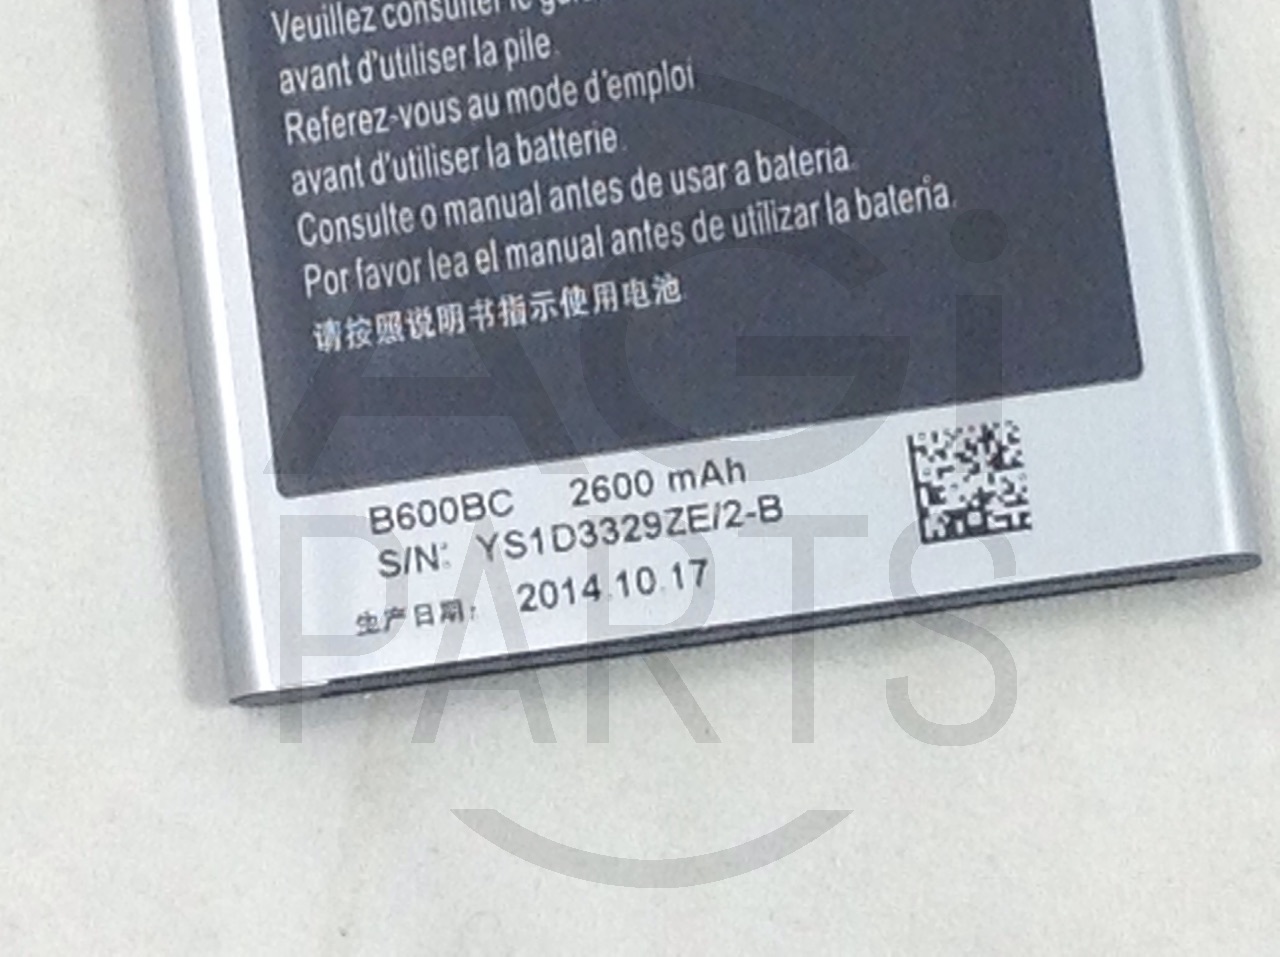 Veuillez consulter le
avant d'utiliser la pile.
Referez-vous au mode d'emploi
avant d'utiliser la batterie.
Consulte o manual antes de usar a bateria.
Por favor lea el manual antes de utilizar la batería.
请按照说明书指示使用电池
B600BC 2600 mAh
S/N: YS1D3329ZE/2-B
生产日期: 2014.10.17
AGi
PARTS